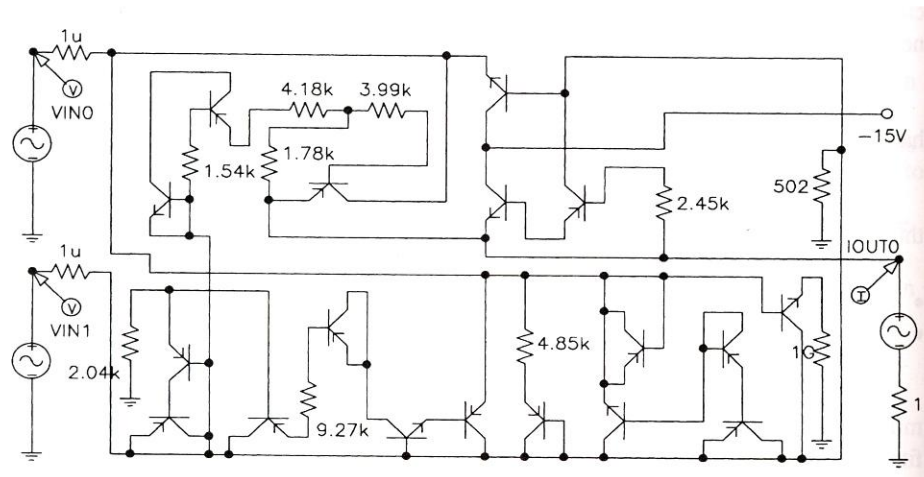 1u
V
VIN0
4.18k
3.99k
1.54k
1.78k
-15V
502
2.45k
IOUT0
I
1u
V
VIN1
2.04k
9.27k
4.85k
1G
1